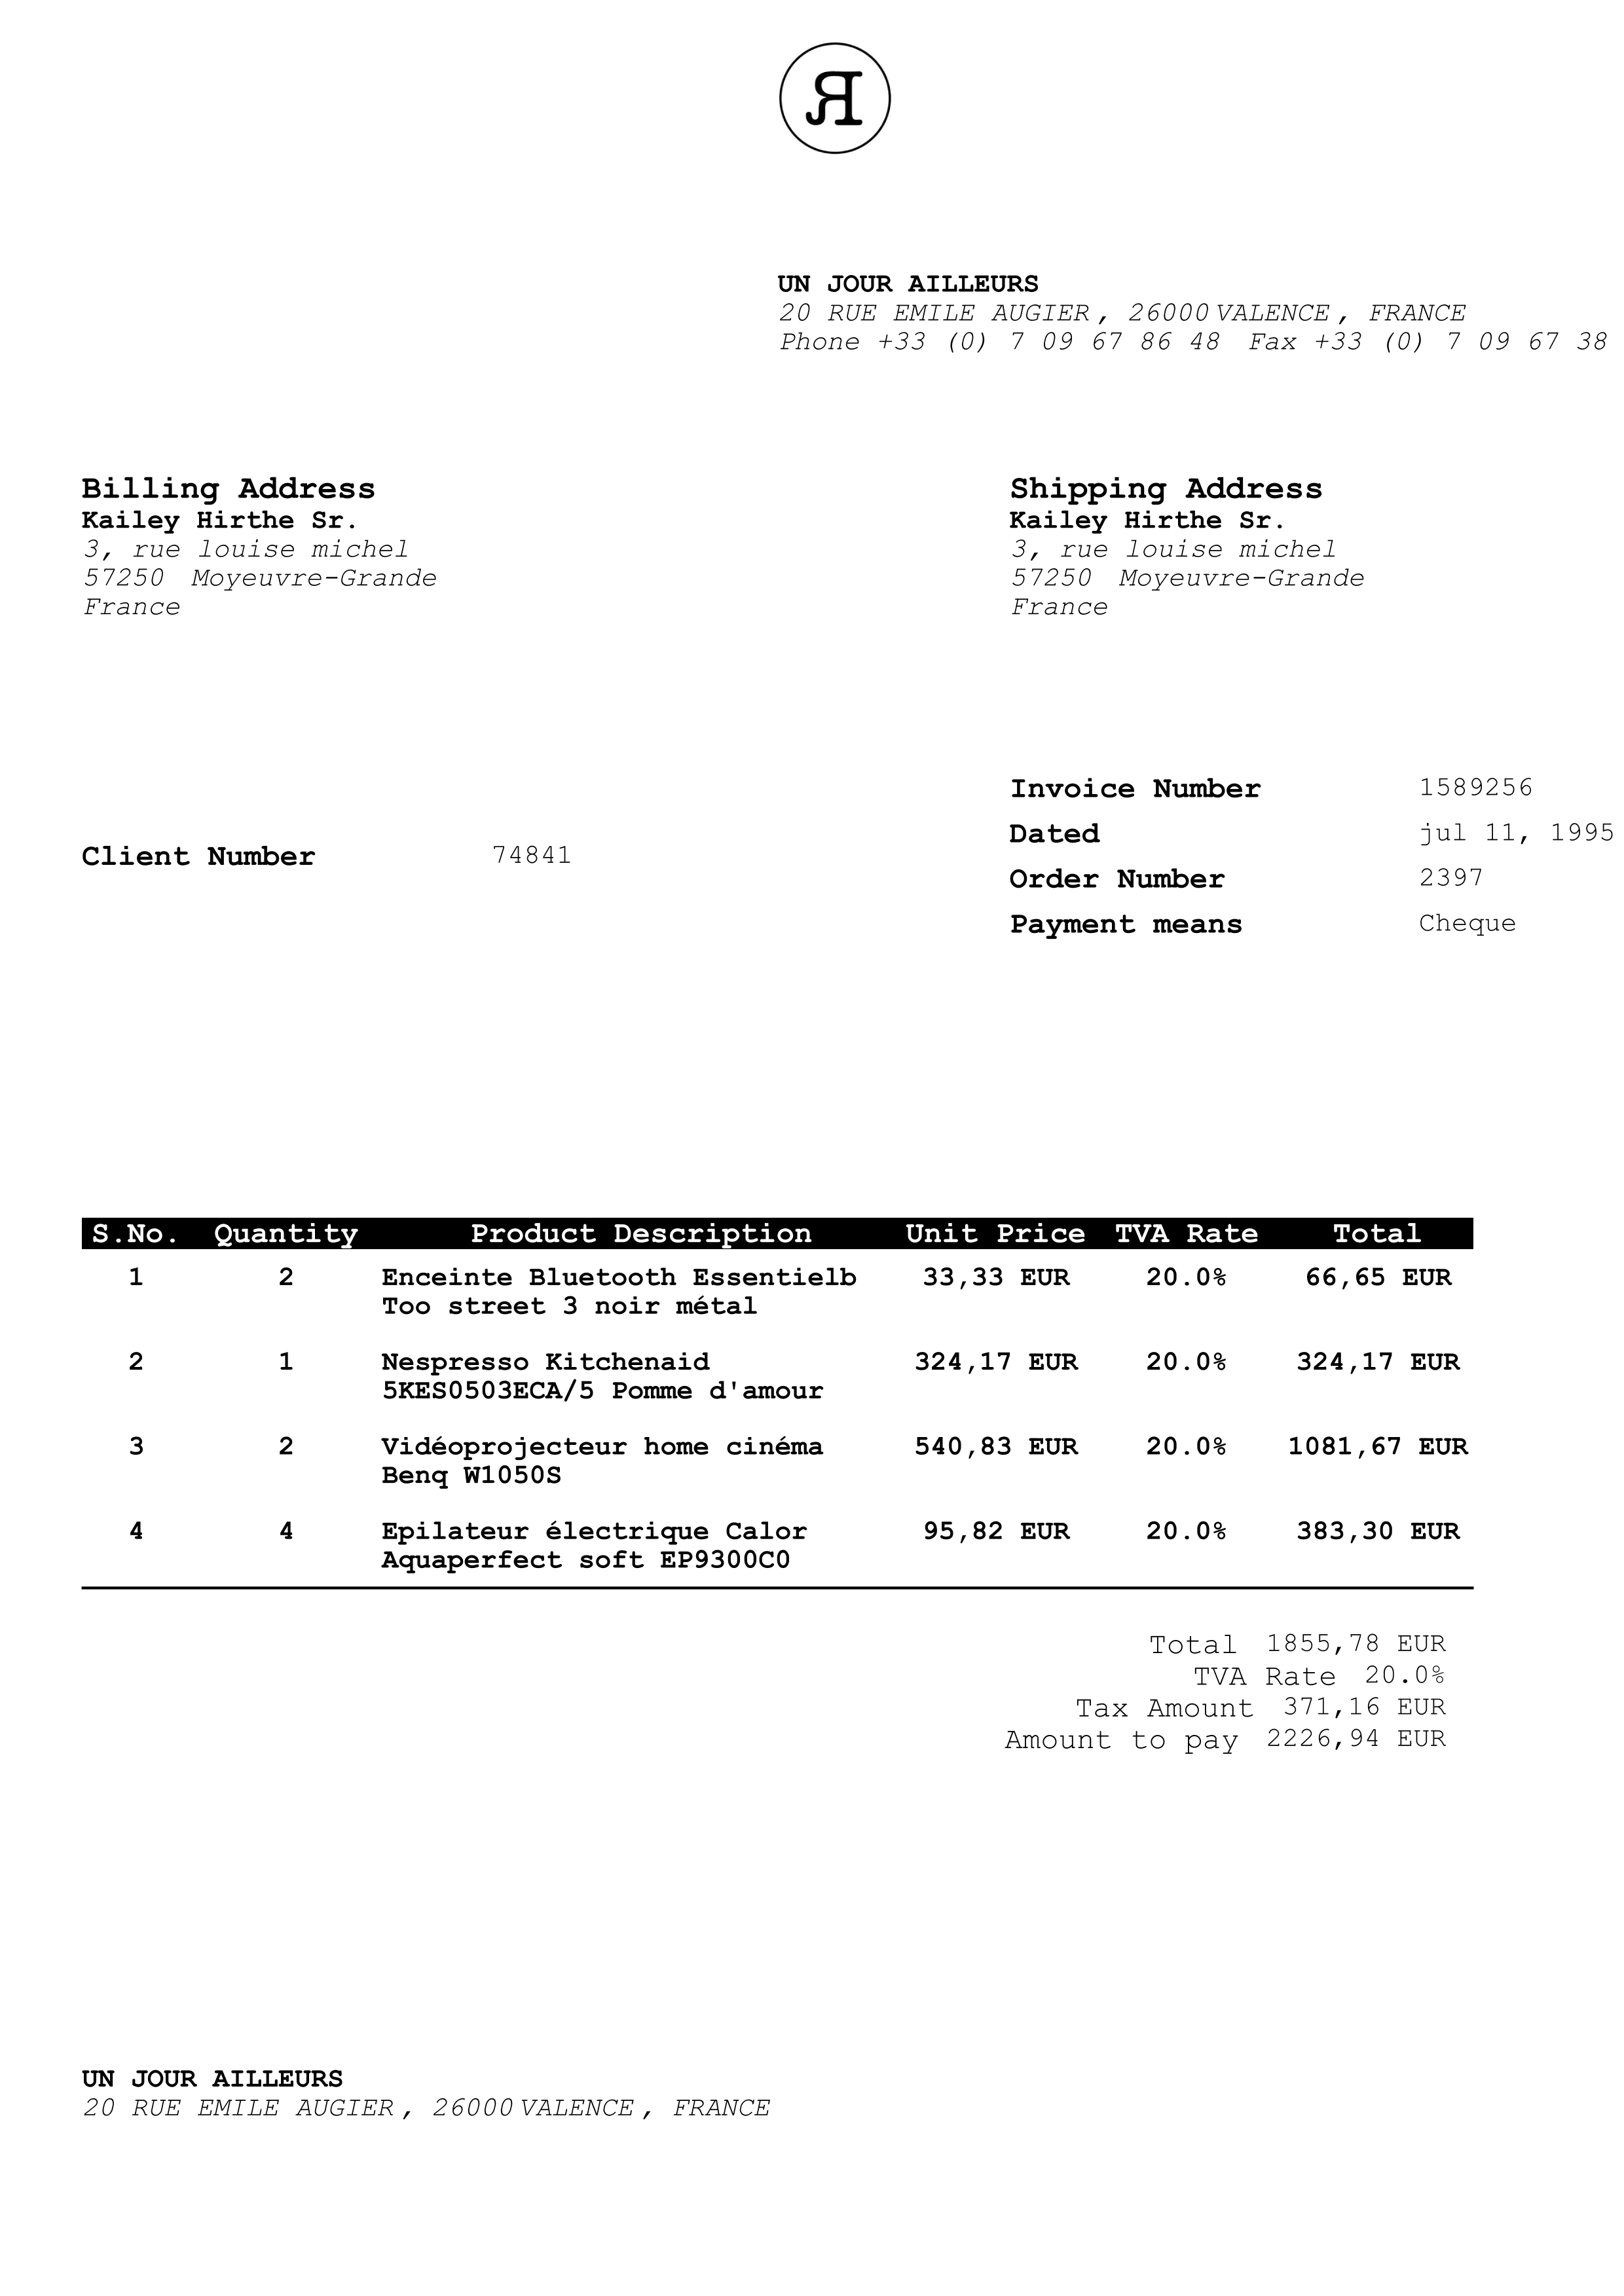 UN JOUR AILLEURS
20 RUE EMILE AUGIER, 26000 VALENCE, FRANCE
Phone +33 (0) 7 09 67 86 48 Fax +33 (0) 7 09 67 38
Billing Address
Kailey Hirthe Sr.
3, rue louise michel
57250 Moyeuvre-Grande
France
Shipping Address
Kailey Hirthe Sr.
3, rue louise michel
57250 Moyeuvre-Grande
France
Client Number 74841
Invoice Number 1589256
Dated jul 11, 1995
Order Number 2397
Payment means Cheque
S.No. Quantity Product Description Unit Price TVA Rate Total
1 2 Enceinte Bluetooth Essentielb 33,33 EUR 20.0% 66,65 EUR
Too street 3 noir métal
2 1 Nespresso Kitchenaid 324,17 EUR 20.0% 324,17 EUR
5KES0503ECA/5 Pomme d'amour
3 2 Vidéoprojecteur home cinéma 540,83 EUR 20.0% 1081,67 EUR
Benq W1050S
4 4 Epilateur électrique Calor 95,82 EUR 20.0% 383,30 EUR
Aquaperfect soft EP9300C0
Total 1855,78 EUR
TVA Rate 20.0%
Tax Amount 371,16 EUR
Amount to pay 2226,94 EUR
UN JOUR AILLEURS
20 RUE EMILE AUGIER, 26000 VALENCE, FRANCE